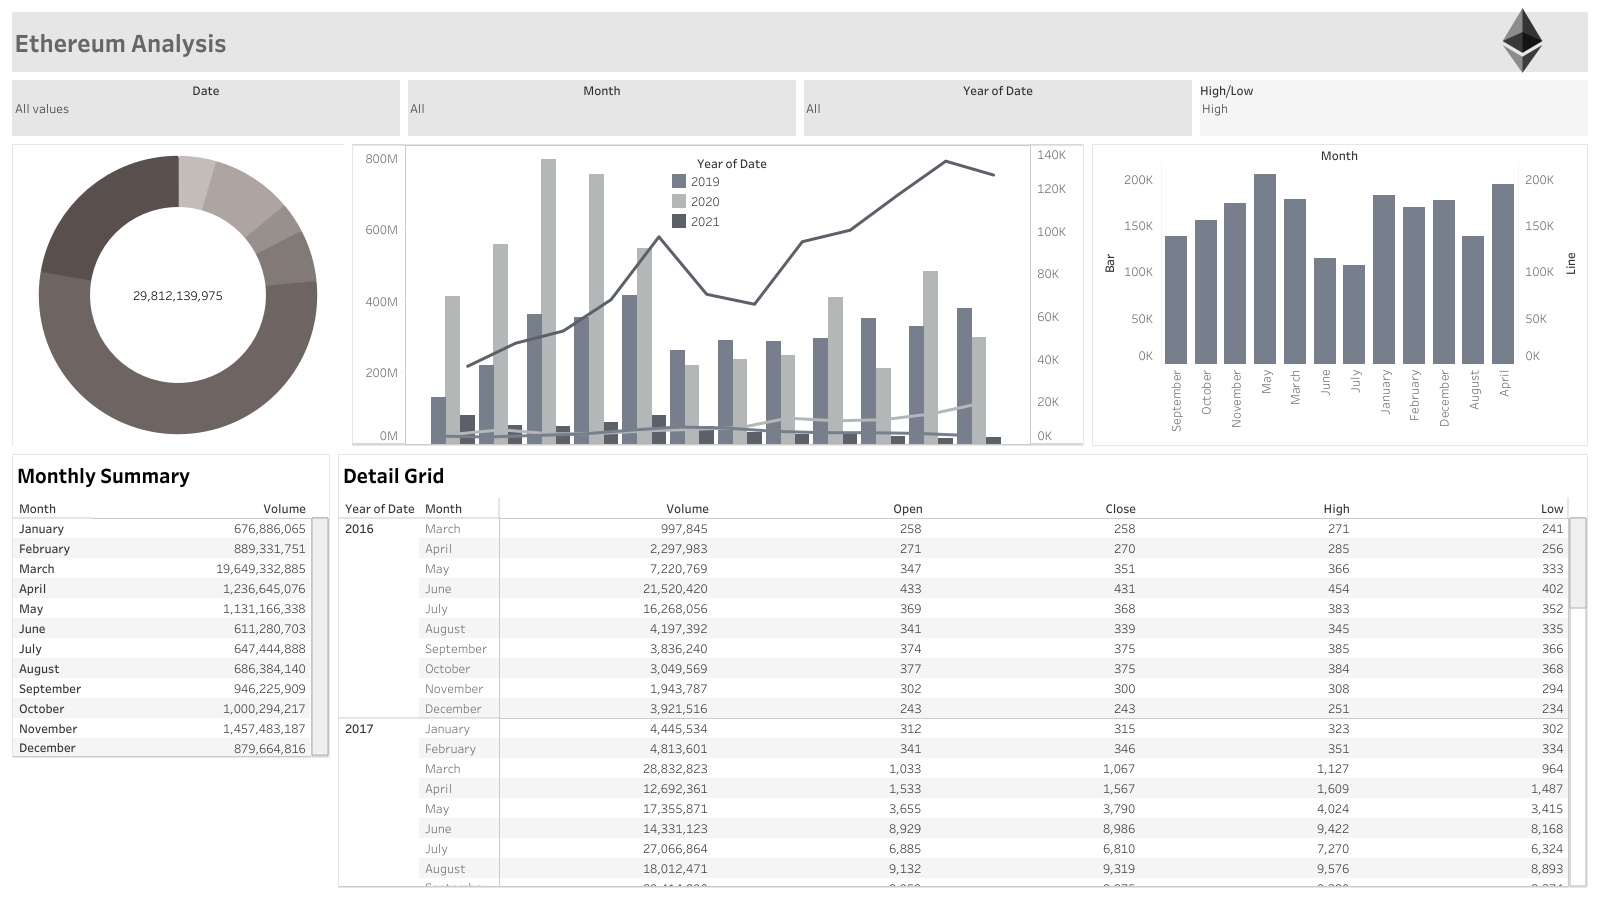 Ethereum Analysis
Date
All values
Month
All
Year of Date
All
High/Low
High
29,812,139,975
800M
600M
400M
200M
0M
Year of Date
2019
2020
2021
140K
120K
100K
80K
60K
40K
20K
0K
Month
Bar
200K
150K
100K
50K
0K
200K
150K
100K
50K
0K
Line
September
October
November
May
March
June
July
January
February
December
August
April
Monthly Summary
Month Volume
January 676,886,065
February 889,331,751
March 19,649,332,885
April 1,236,645,076
May 1,131,166,338
June 611,280,703
July 647,444,888
August 686,384,140
September 946,225,909
October 1,000,294,217
November 1,457,483,187
December 879,664,816
Detail Grid
Year of Date Month Volume Open Close High Low
2016 March 997,845 258 258 271 241
April 2,297,983 271 270 285 256
May 7,220,769 347 351 366 333
June 21,520,420 433 431 454 402
July 16,268,056 369 368 383 352
August 4,197,392 341 339 345 335
September 3,836,240 374 375 385 366
October 3,049,569 377 375 384 368
November 1,943,787 302 300 308 294
December 3,921,516 243 243 251 234
2017 January 4,445,534 312 315 323 302
February 4,813,601 341 346 351 334
March 28,832,823 1,033 1,067 1,127 964
April 12,692,361 1,533 1,567 1,609 1,487
May 17,355,871 3,655 3,790 4,024 3,415
June 14,331,123 8,929 8,986 9,422 8,168
July 27,066,864 6,885 6,810 7,270 6,324
August 18,012,471 9,132 9,319 9,576 8,893